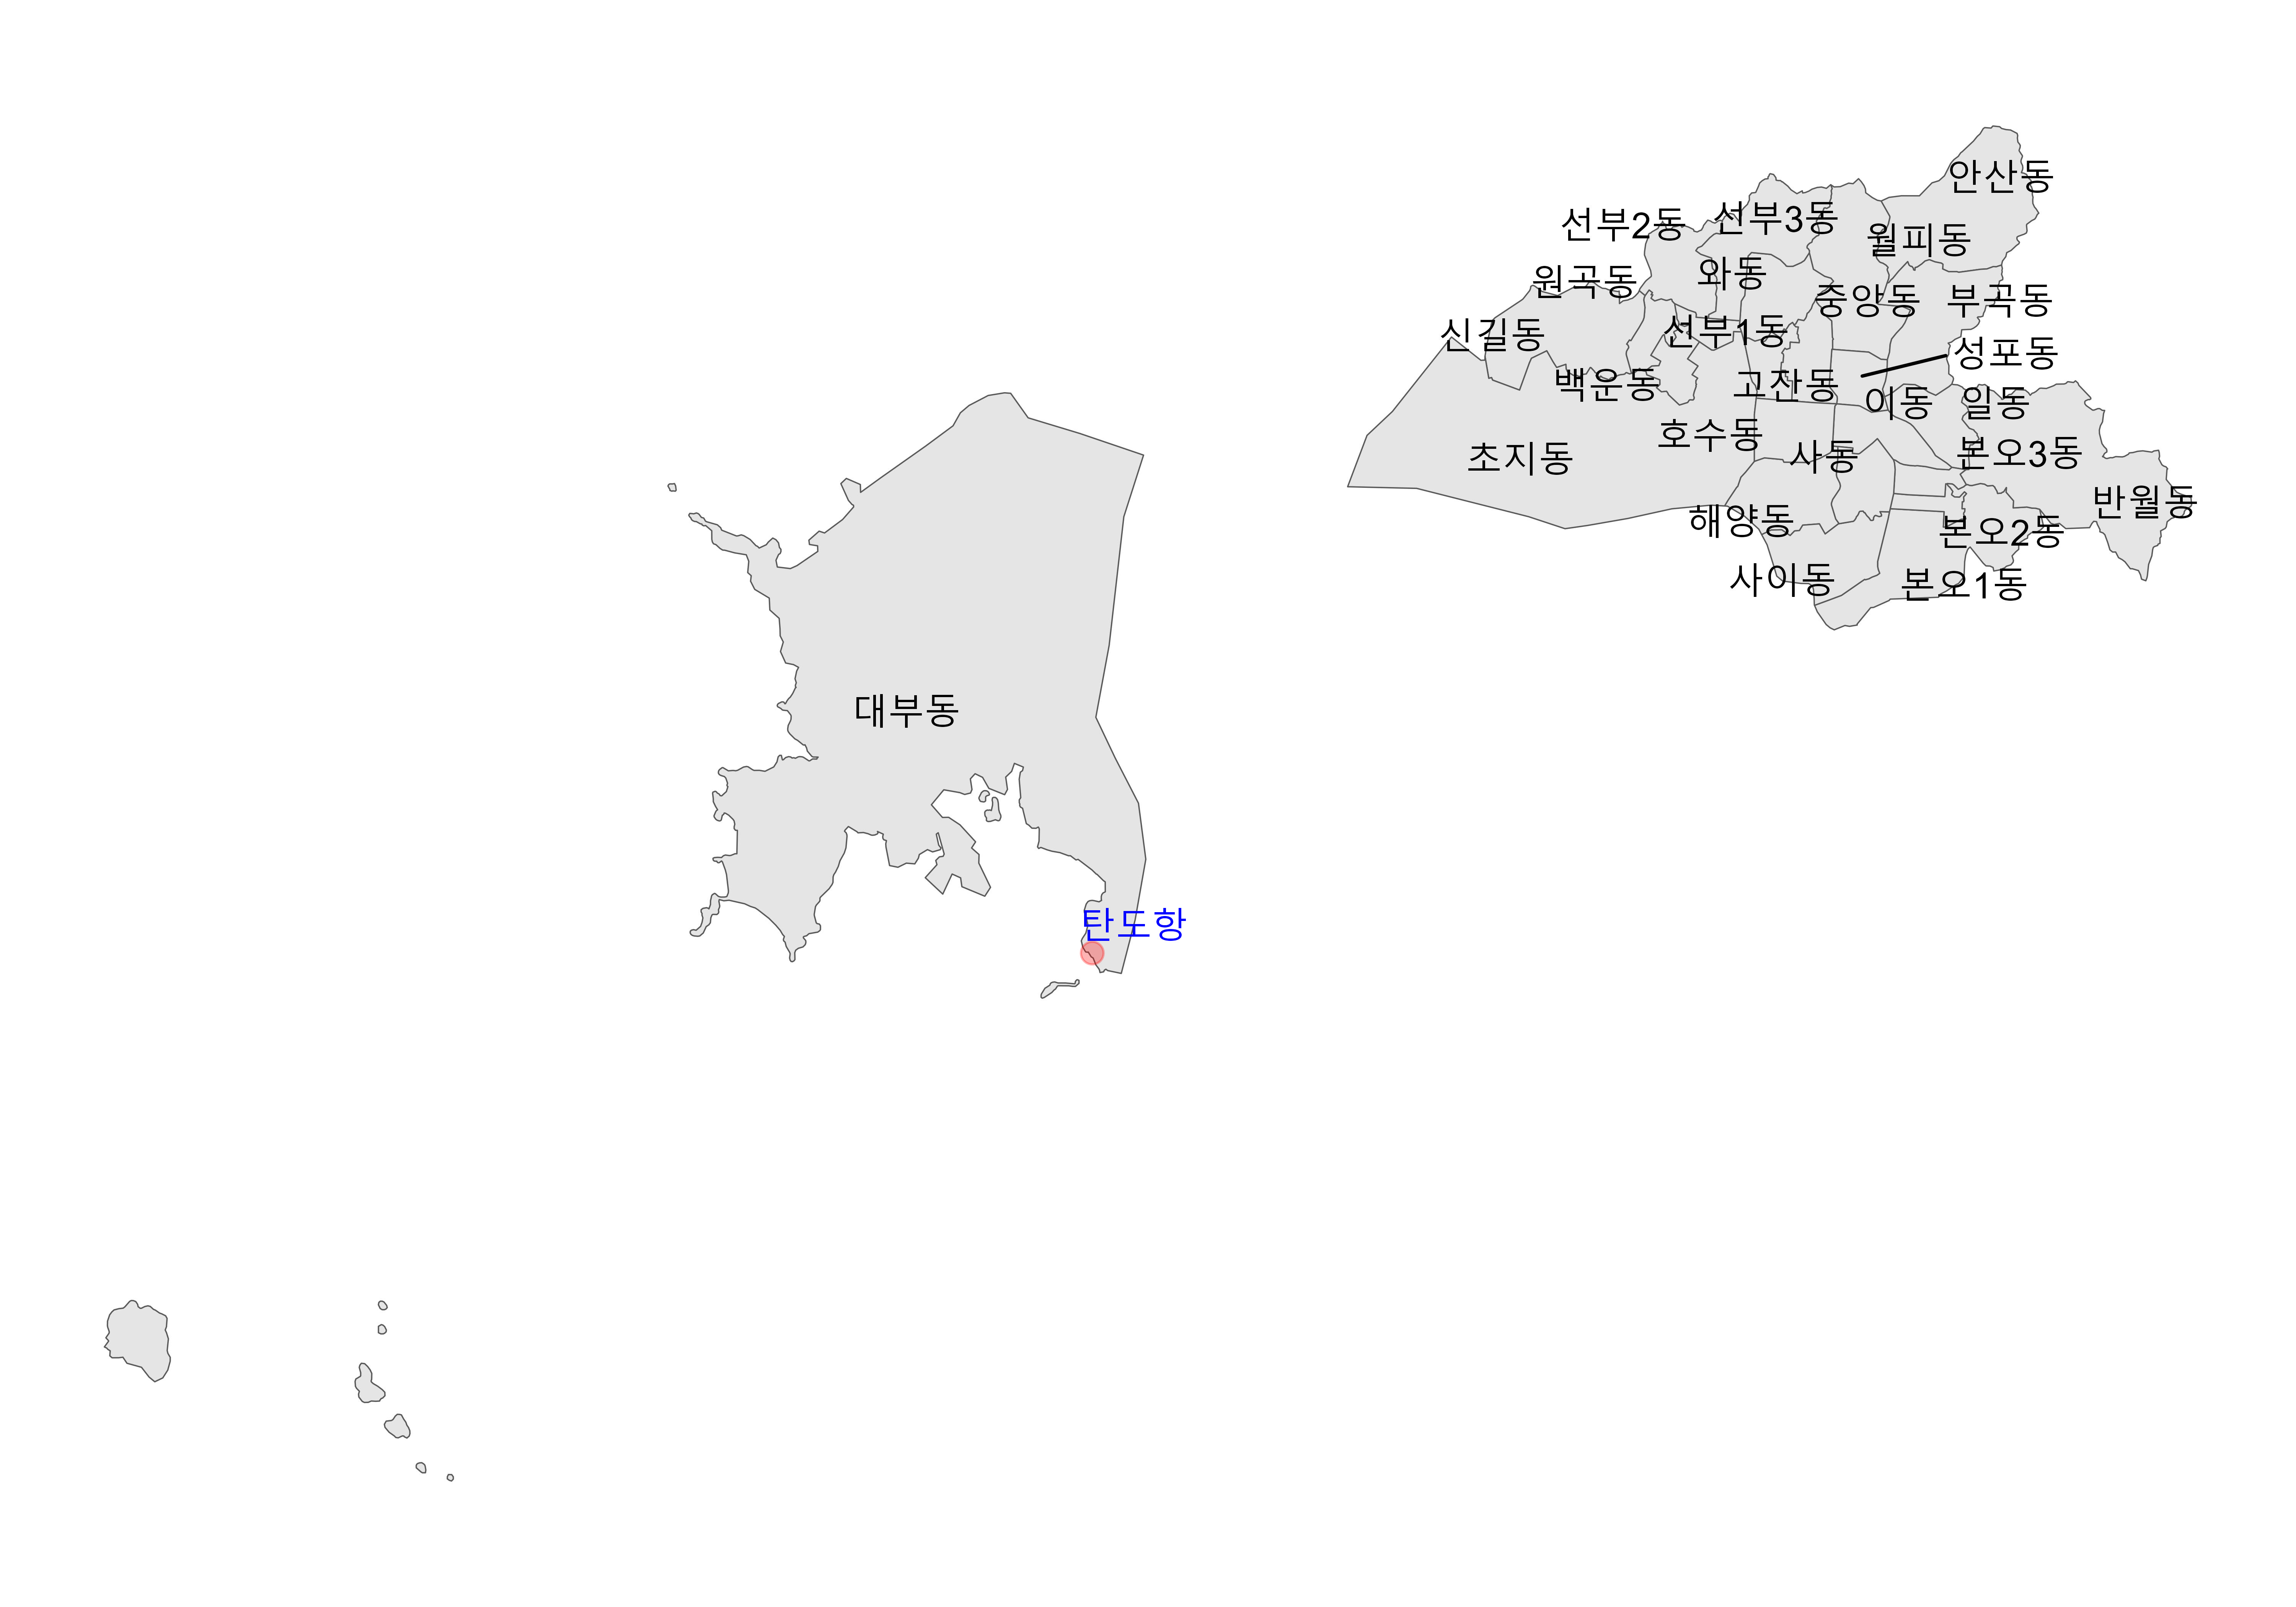 안산동
선부2동
선부3동
월피동
원곡동
와동
중앙동
부곡동
신길동
선부1동
성포동
백운동
고잔동
이동
일동
초지동
호수동
사동
본오3동
반월동
해양동
본오2동
사이동
본오1동
대부동
탄도항